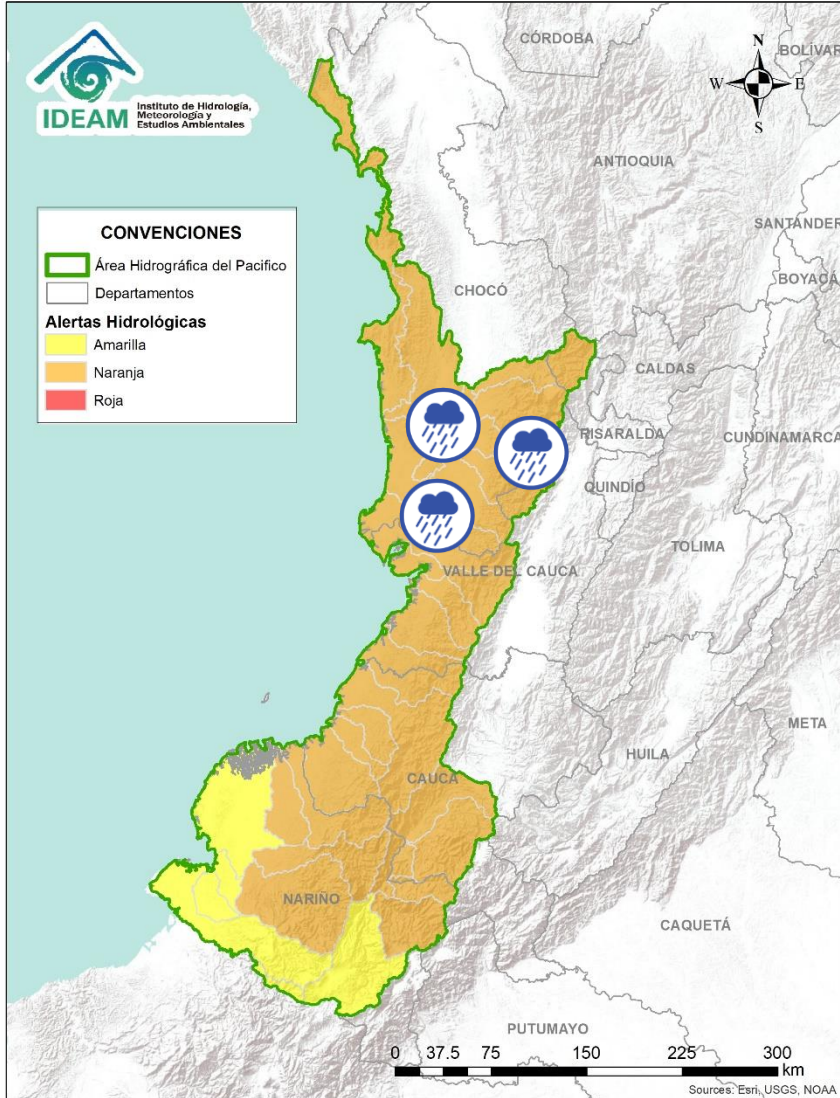 IDEAM
Instituto de Hidrología,
Meteorología y
Estudios Ambientales
CÓRDOBA
BOLÍVAR
N
W
E
S
ANTIOQUIA
SANTANDER
BOYACÁ
CONVENCIONES
Área Hidrográfica del Pacifico
Departamentos
Alertas Hidrológicas
Amarilla
Naranja
Roja
CHOCÓ
CALDAS
RISARALDA
CUNDINAMARCA
QUINDÍO
TOLIMA
VALLE DEL CAUCA
META
HUILA
CAUCA
NARIÑO
CAQUETÁ
PUTUMAYO
0 37.5 75 150 225 300
km
Sources: Esri, USGS, NOAA